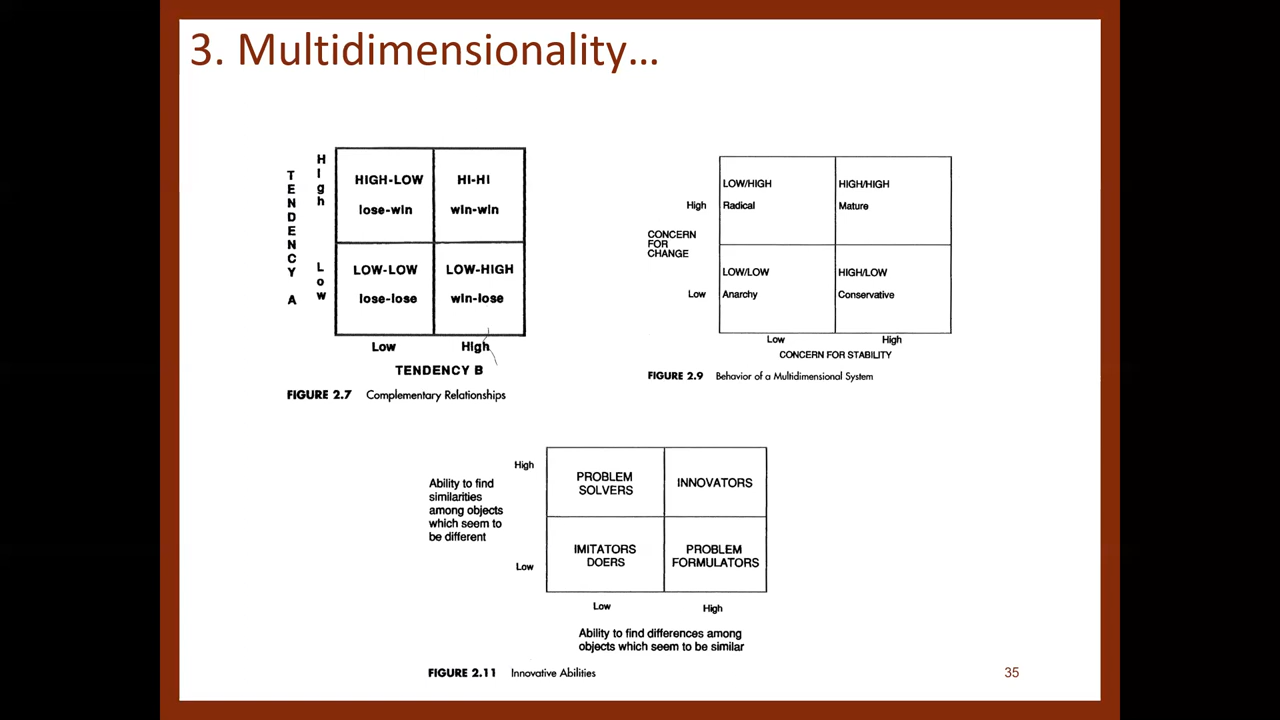 3. Multidimensionality…
TENDENCY A
High
Low
HIGH-LOW
lose-win
HI-HI
win-win
LOW-LOW
lose-lose
LOW-HIGH
win-lose
Low
High
TENDENCY B
FIGURE 2.7 Complementary Relationships
High
CONCERN
FOR
CHANGE
Low
LOW/HIGH
Radical
HIGH/HIGH
Mature
LOW/LOW
Anarchy
HIGH/LOW
Conservative
Low
High
CONCERN FOR STABILITY
FIGURE 2.9 Behavior of a Multidimensional System
High
Ability to find
similarities
among objects
which seem to
be different
Low
PROBLEM
SOLVERS
INNOVATORS
IMITATORS
DOERS
PROBLEM
FORMULATORS
Low
High
Ability to find differences among
objects which seem to be similar
FIGURE 2.11 Innovative Abilities
35